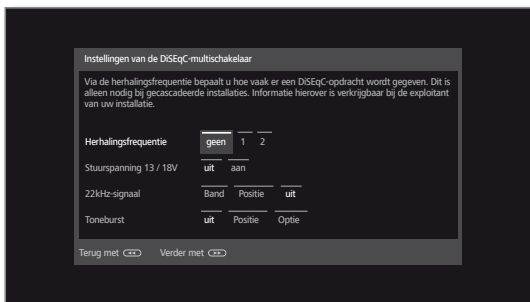 Instellingen van de DiSEqC-multischakelaar
Via de herhalingsfrequentie bepaalt u hoe vaak er een DiSEqC-opdracht wordt gegeven. Dit is
alleen nodig bij gecascadeerde installaties. Informatie hierover is verkrijgbaar bij de exploitant
van uw installatie.
Herhalingsfrequentie geen 1 2
Stuurspanning 13 / 18V uit aan
22kHz-signaal Band Positie uit
Toneburst uit Positie Optie
Terug met Verder met